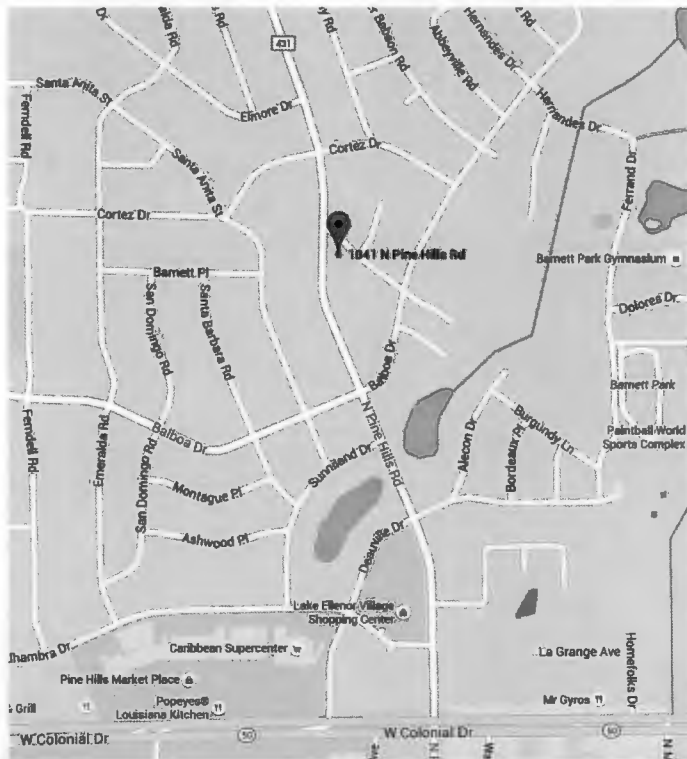 431
Elmore Dr
Santa Anita St
Ferndell Rd
Santa Anita St
Cortez Dr
Cortez Dr
Babson Rd
Abbeyville Rd
Hernandes Dr
Hernandes Dr
Ferrand Dr
1041 N Pine Hills Rd
Barnett Pl
San Domingo Rd
Santa Barbara Rd
Barnett Park Gymnasium
Dolores Dr
Barnett Park
Balboa Dr
Balboa Dr
N Pine Hills Rd
Ferndell Rd
Emeralda Rd
San Domingo Rd
Montague Pl
Ashwood Pl
Sunniland Dr
Alecon Dr
Burgundy Ln
Bordeaux Pl
Paintball World
Sports Complex
Deauville Dr
Lake Ellenor Village
Shopping Center
Caribbean Supercenter
lhambra Dr
Pine Hills Market Place
Popeyes®
Louisiana Kitchen
& Grill
La Grange Ave
Homefolks Dr
Mr Gyros
W Colonial Dr
50
W Colonial Dr
50